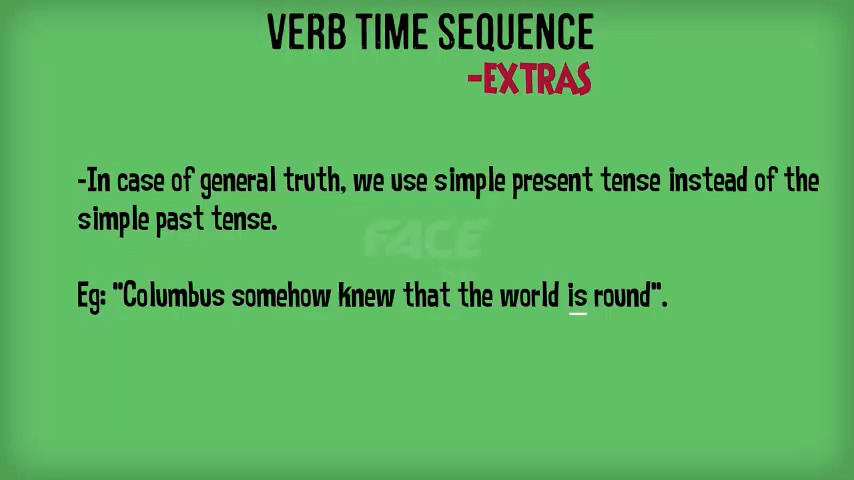 VERB TIME SEQUENCE
-EXTRAS
-In case of general truth, we use simple present tense instead of the
simple past tense.
FACE
Eg: "Columbus somehow knew that the world is round".